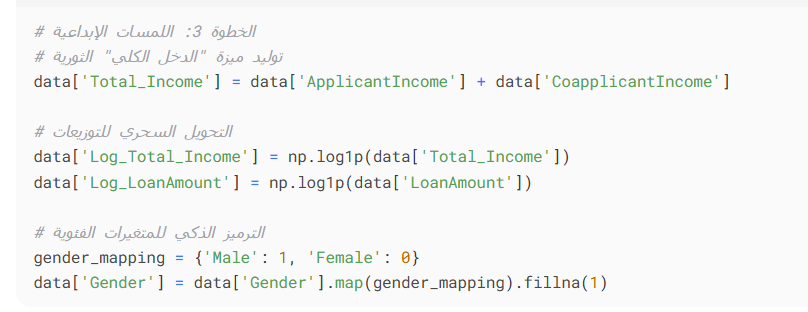 # الخطوة 3: اللمسات الإبداعية
# توليد ميزة "الدخل الكلي" الثورية
data['Total_Income'] = data['ApplicantIncome'] + data['CoapplicantIncome']
# التحويل السحري للتوزيعات
data['Log_Total_Income'] = np.log1p(data['Total_Income'])
data['Log_LoanAmount'] = np.log1p(data['LoanAmount'])
# الترميز الذكي للمتغيرات الفئوية
gender_mapping = {'Male': 1, 'Female': 0}
data['Gender'] = data['Gender'].map(gender_mapping).fillna(1)